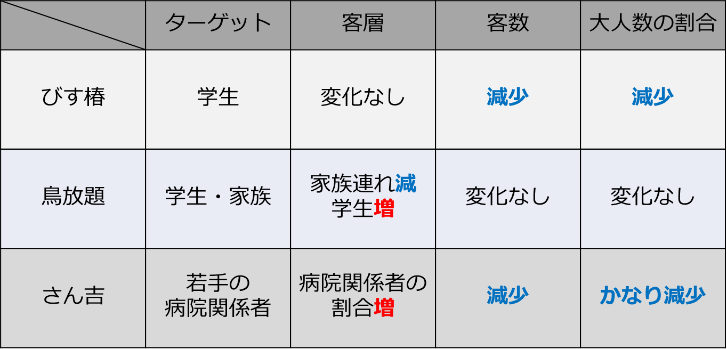 ターゲット 客層 客数 大人数の割合
びす椿 学生 変化なし 減少 減少
鳥放題 学生・家族 家族連れ減 変化なし 変化なし
学生増
さん吉 若手の 病院関係者の 減少 かなり減少
病院関係者 割合増